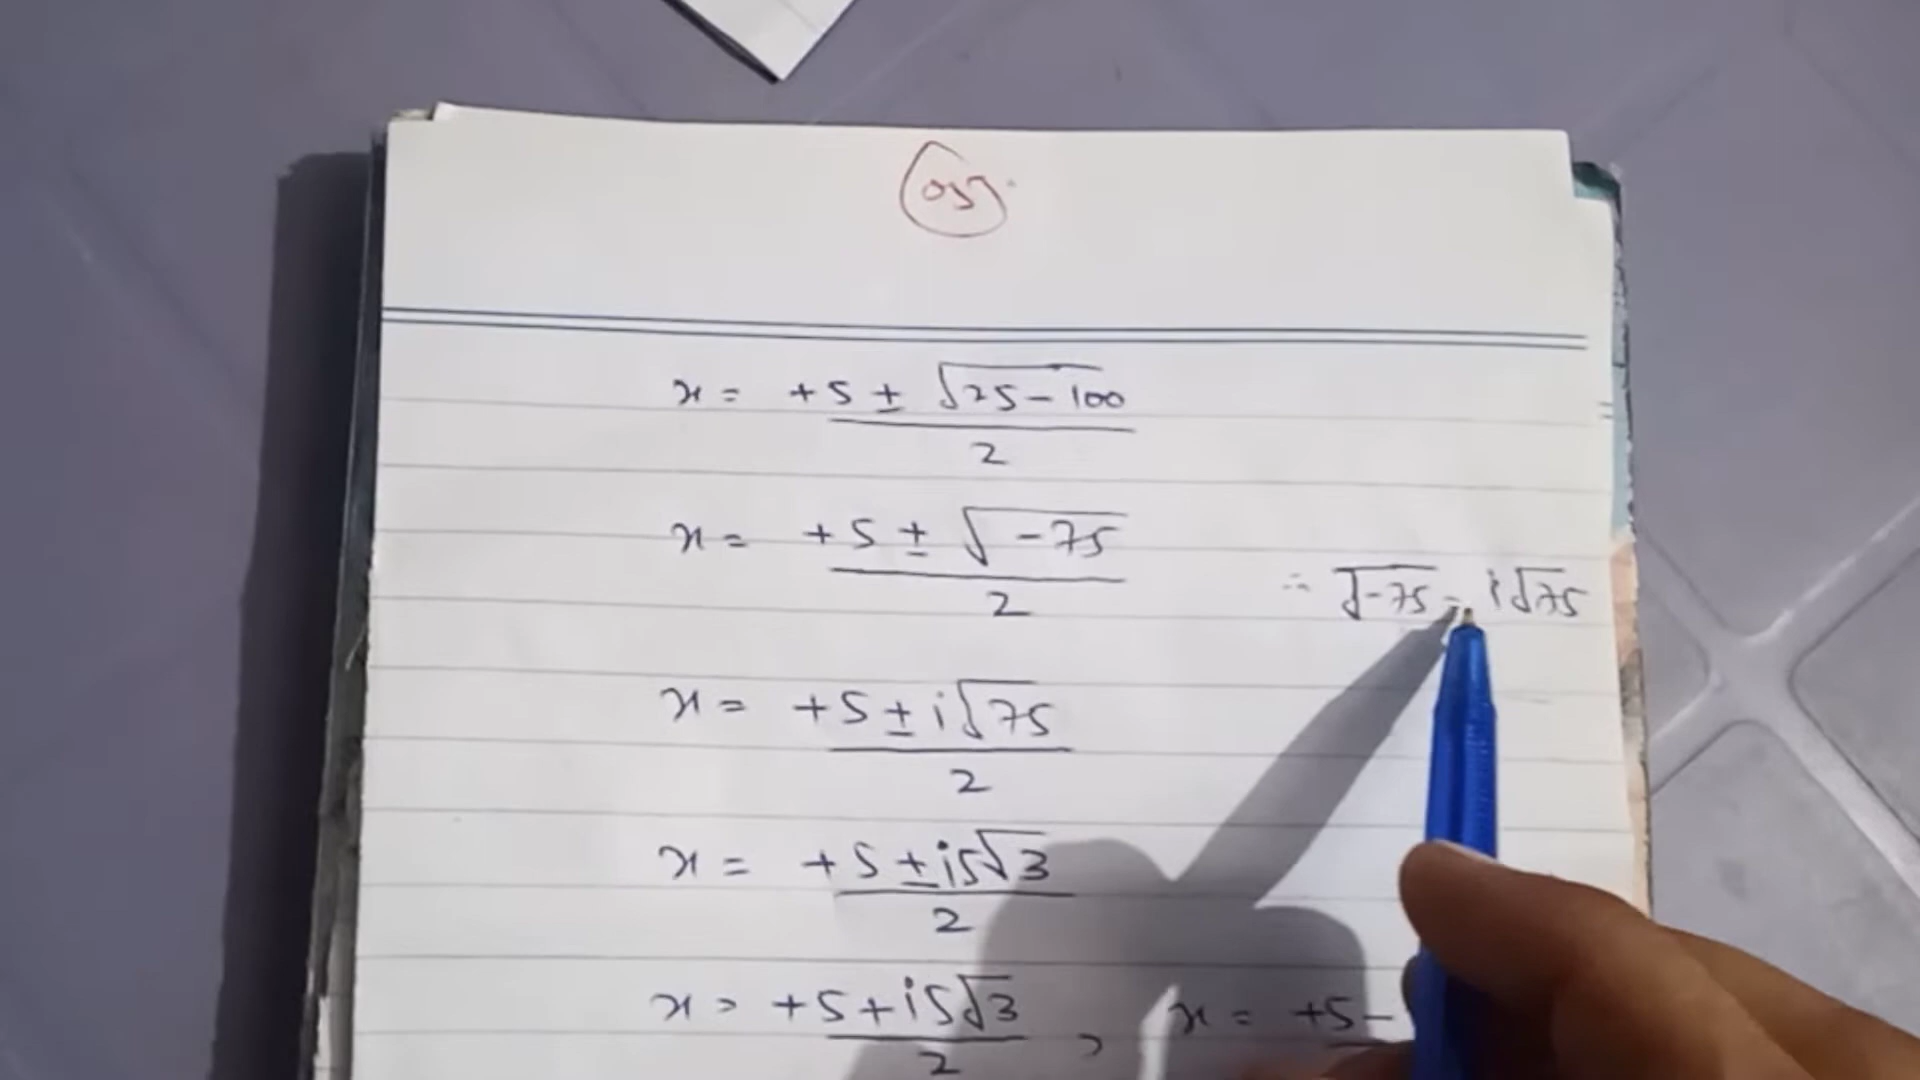 x = +5 ± √25-100
2
x = +5 ± √-75
2
∴ √-75 = i√75
x = +5 ± i√75
2
x = +5 ± i5√3
2
x = +5 + i5√3 , x = +5 -
2